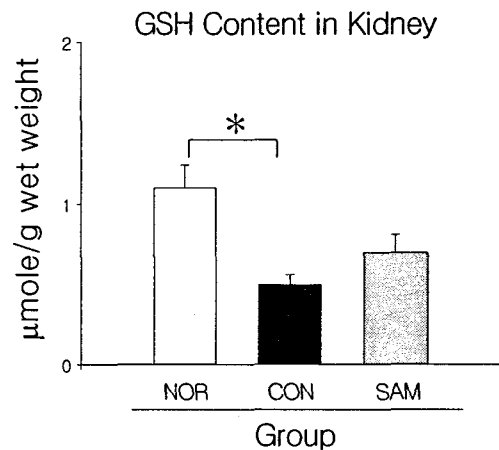 GSH Content in Kidney
μmole/g wet weight
2
1
0
*
NOR CON SAM
Group